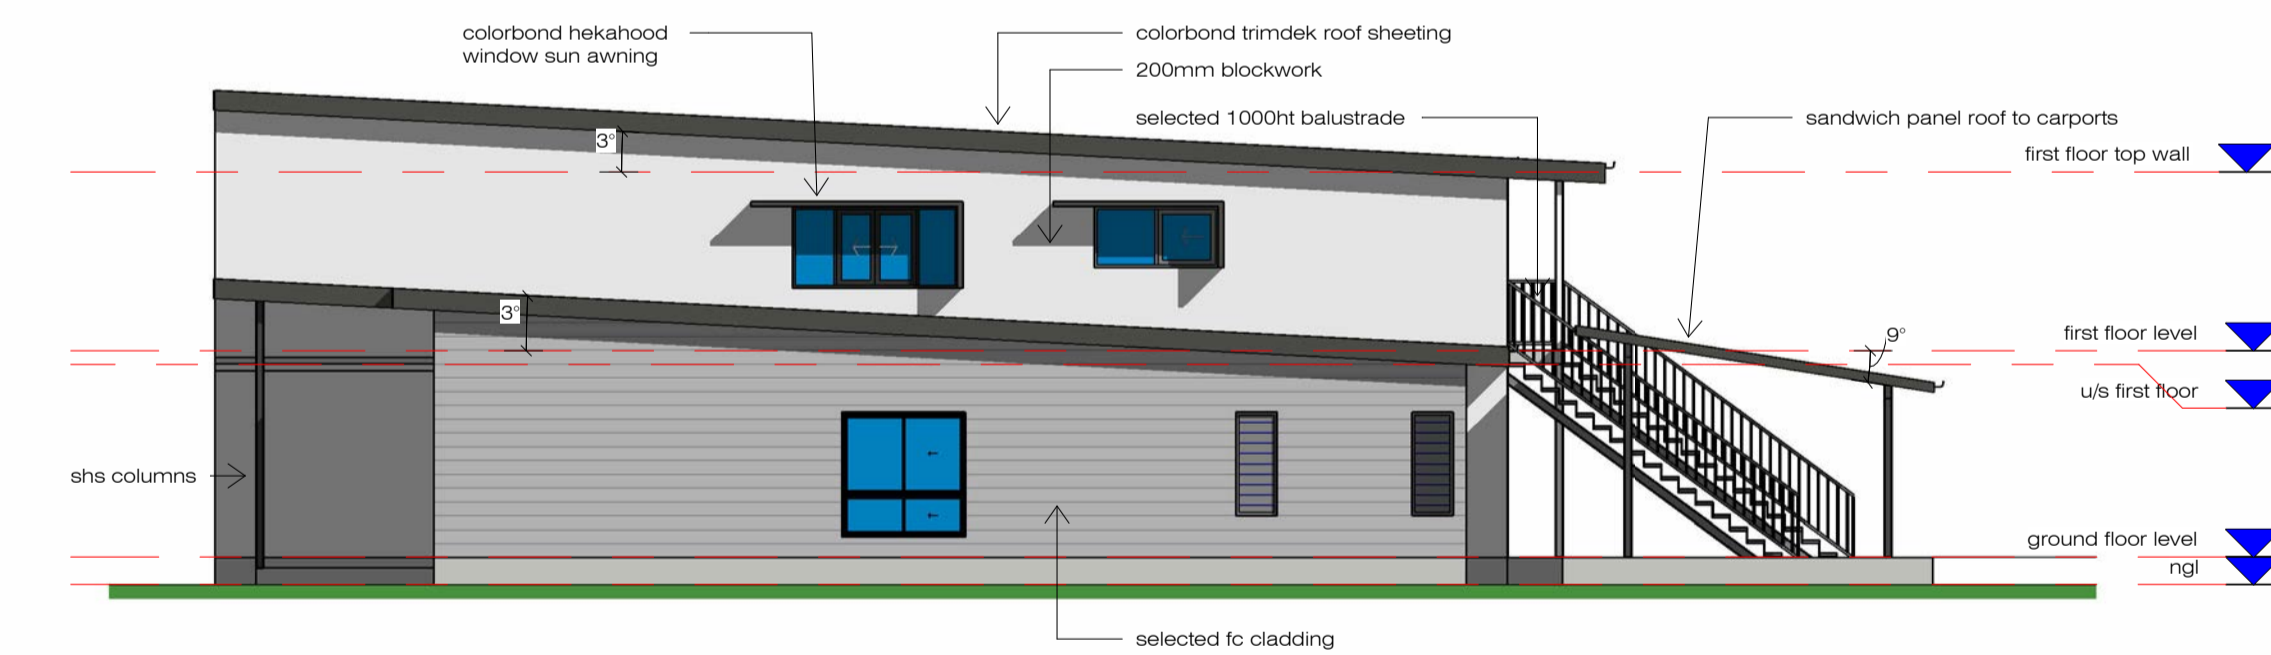 colorbond hekahood
window sun awning
colorbond trimdek roof sheeting
200mm blockwork
selected 1000ht balustrade
sandwich panel roof to carports
3°
first floor top wall
3°
first floor level
9°
u/s first floor
shs columns
ground floor level
ngl
selected fc cladding